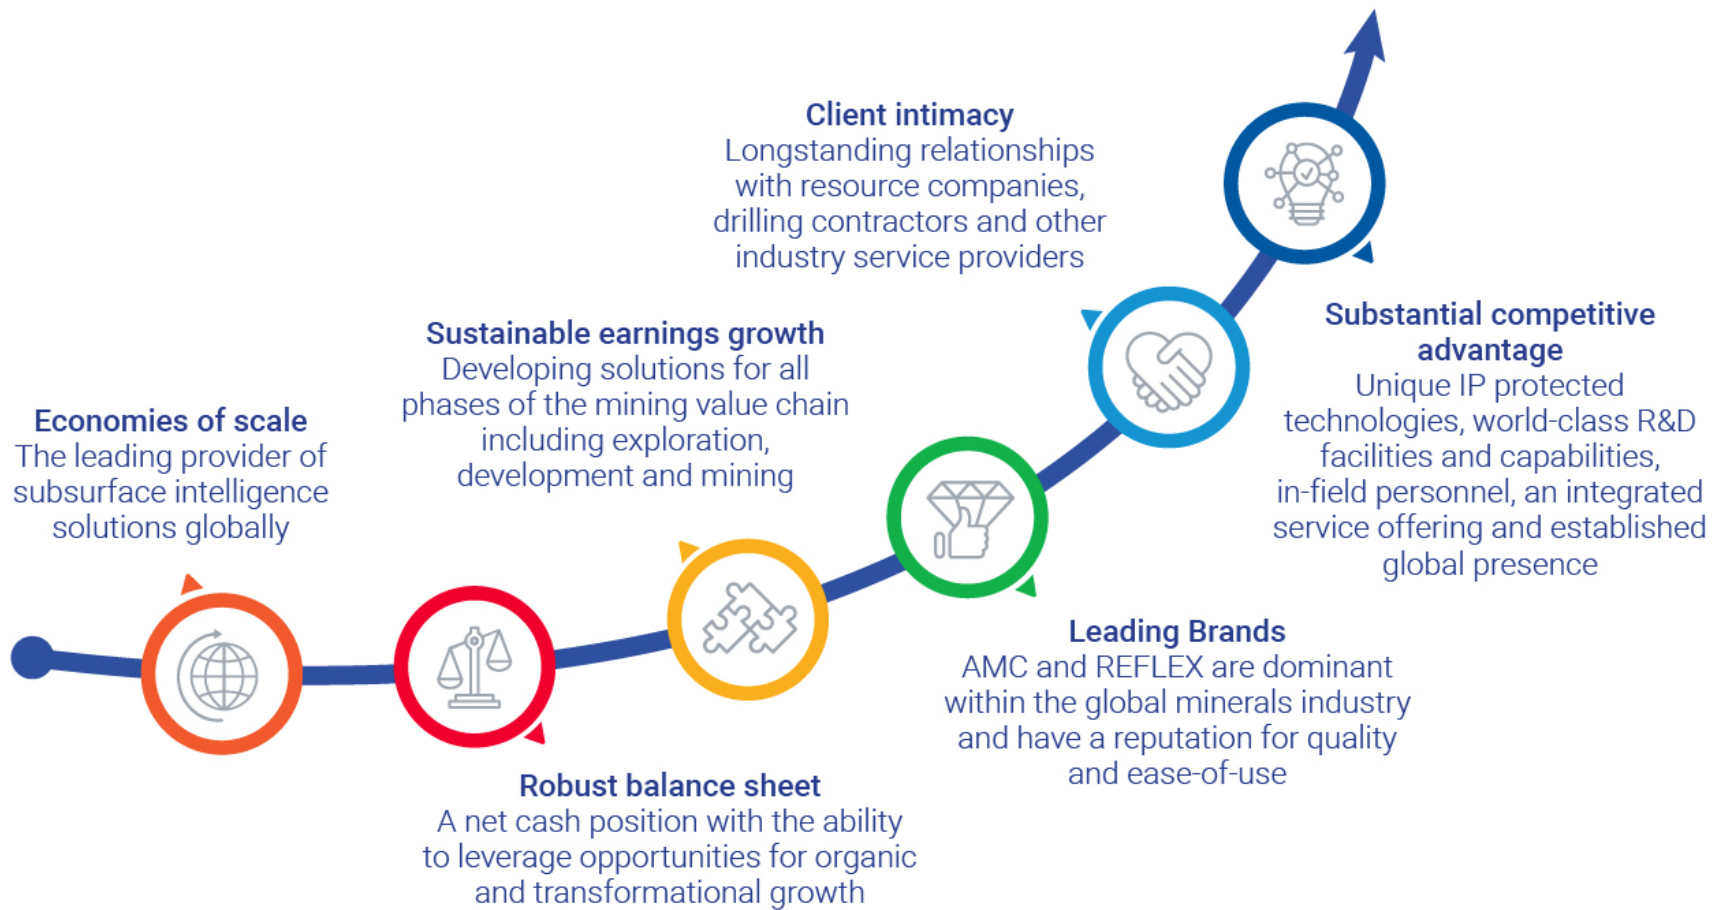 Economies of scale
The leading provider of
subsurface intelligence
solutions globally
Robust balance sheet
A net cash position with the ability
to leverage opportunities for organic
and transformational growth
Sustainable earnings growth
Developing solutions for all
phases of the mining value chain
including exploration,
development and mining
Leading Brands
AMC and REFLEX are dominant
within the global minerals industry
and have a reputation for quality
and ease-of-use
Client intimacy
Longstanding relationships
with resource companies,
drilling contractors and other
industry service providers
Substantial competitive
advantage
Unique IP protected
technologies, world-class R&D
facilities and capabilities,
in-field personnel, an integrated
service offering and established
global presence